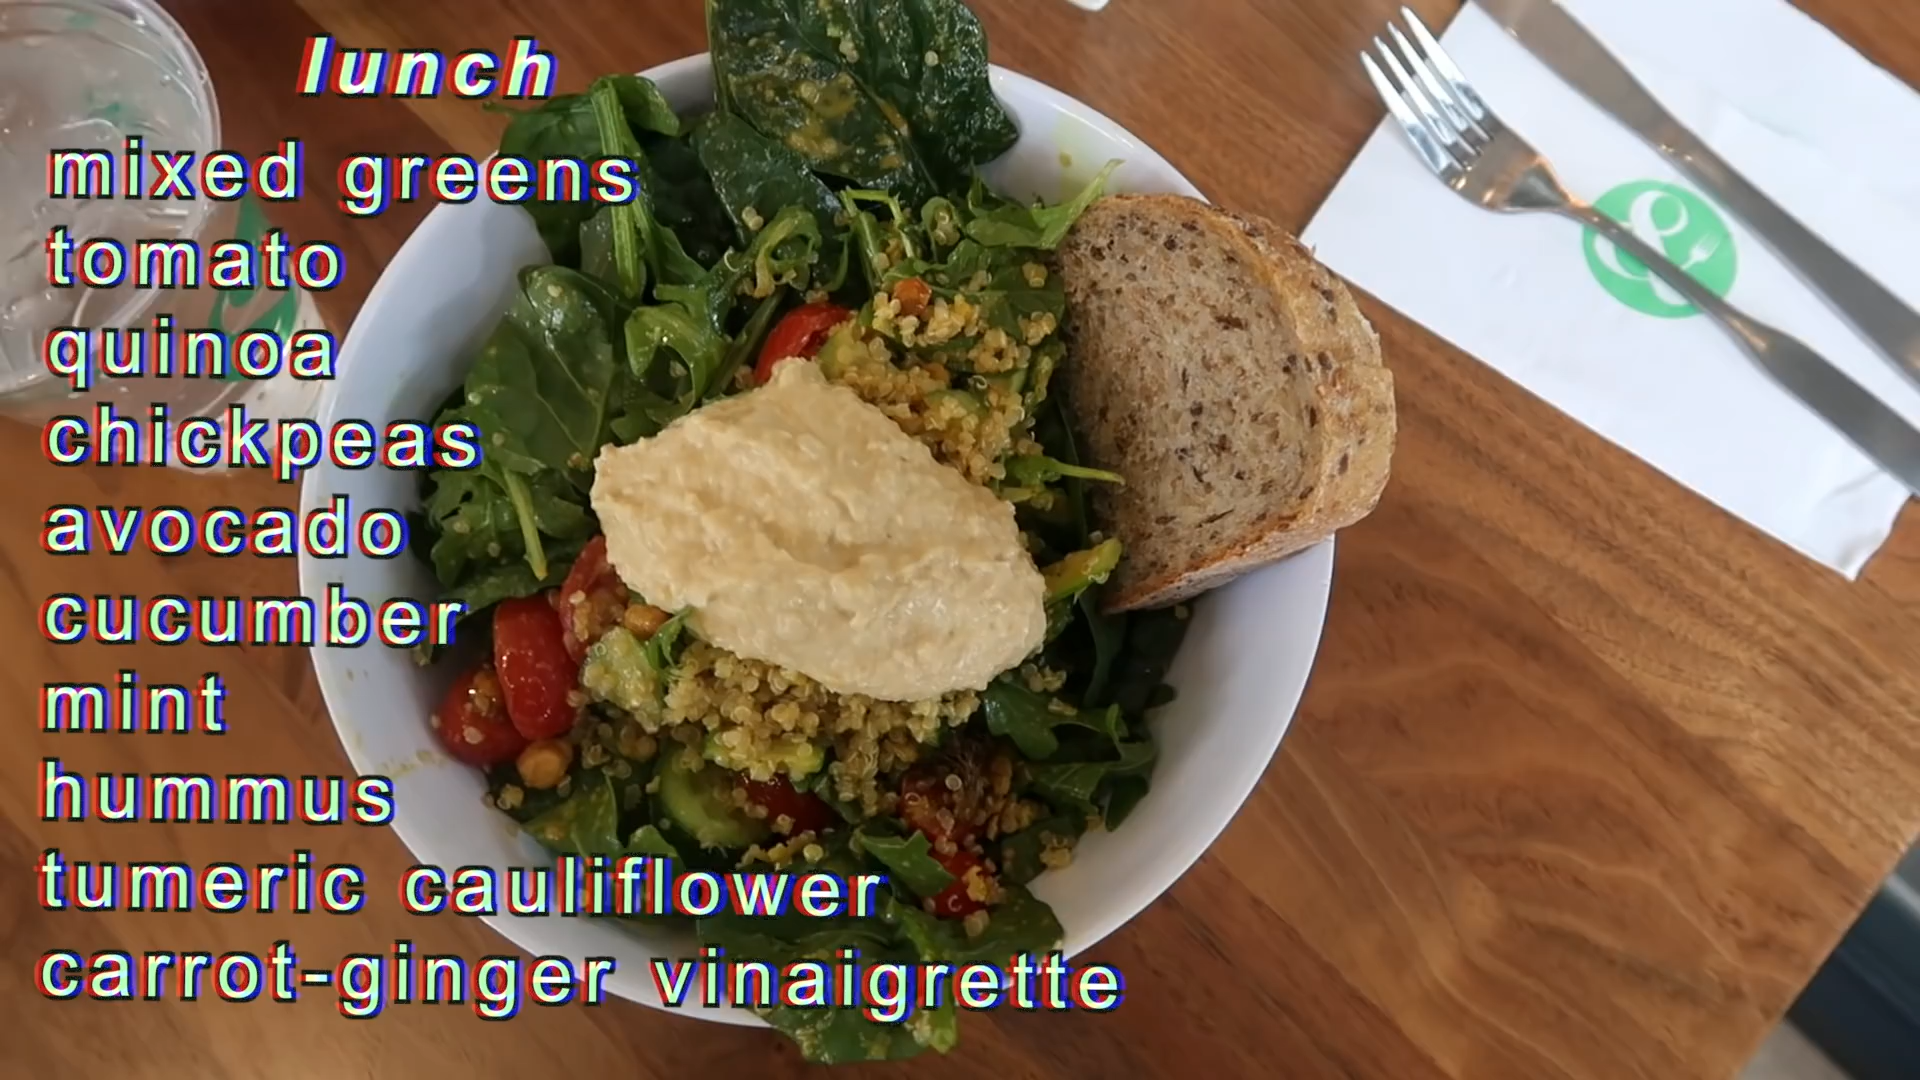 lunch
mixed greens
tomato
quinoa
chickpeas
avocado
cucumber
mint
hummus
tumeric cauliflower
carrot-ginger vinaigrette